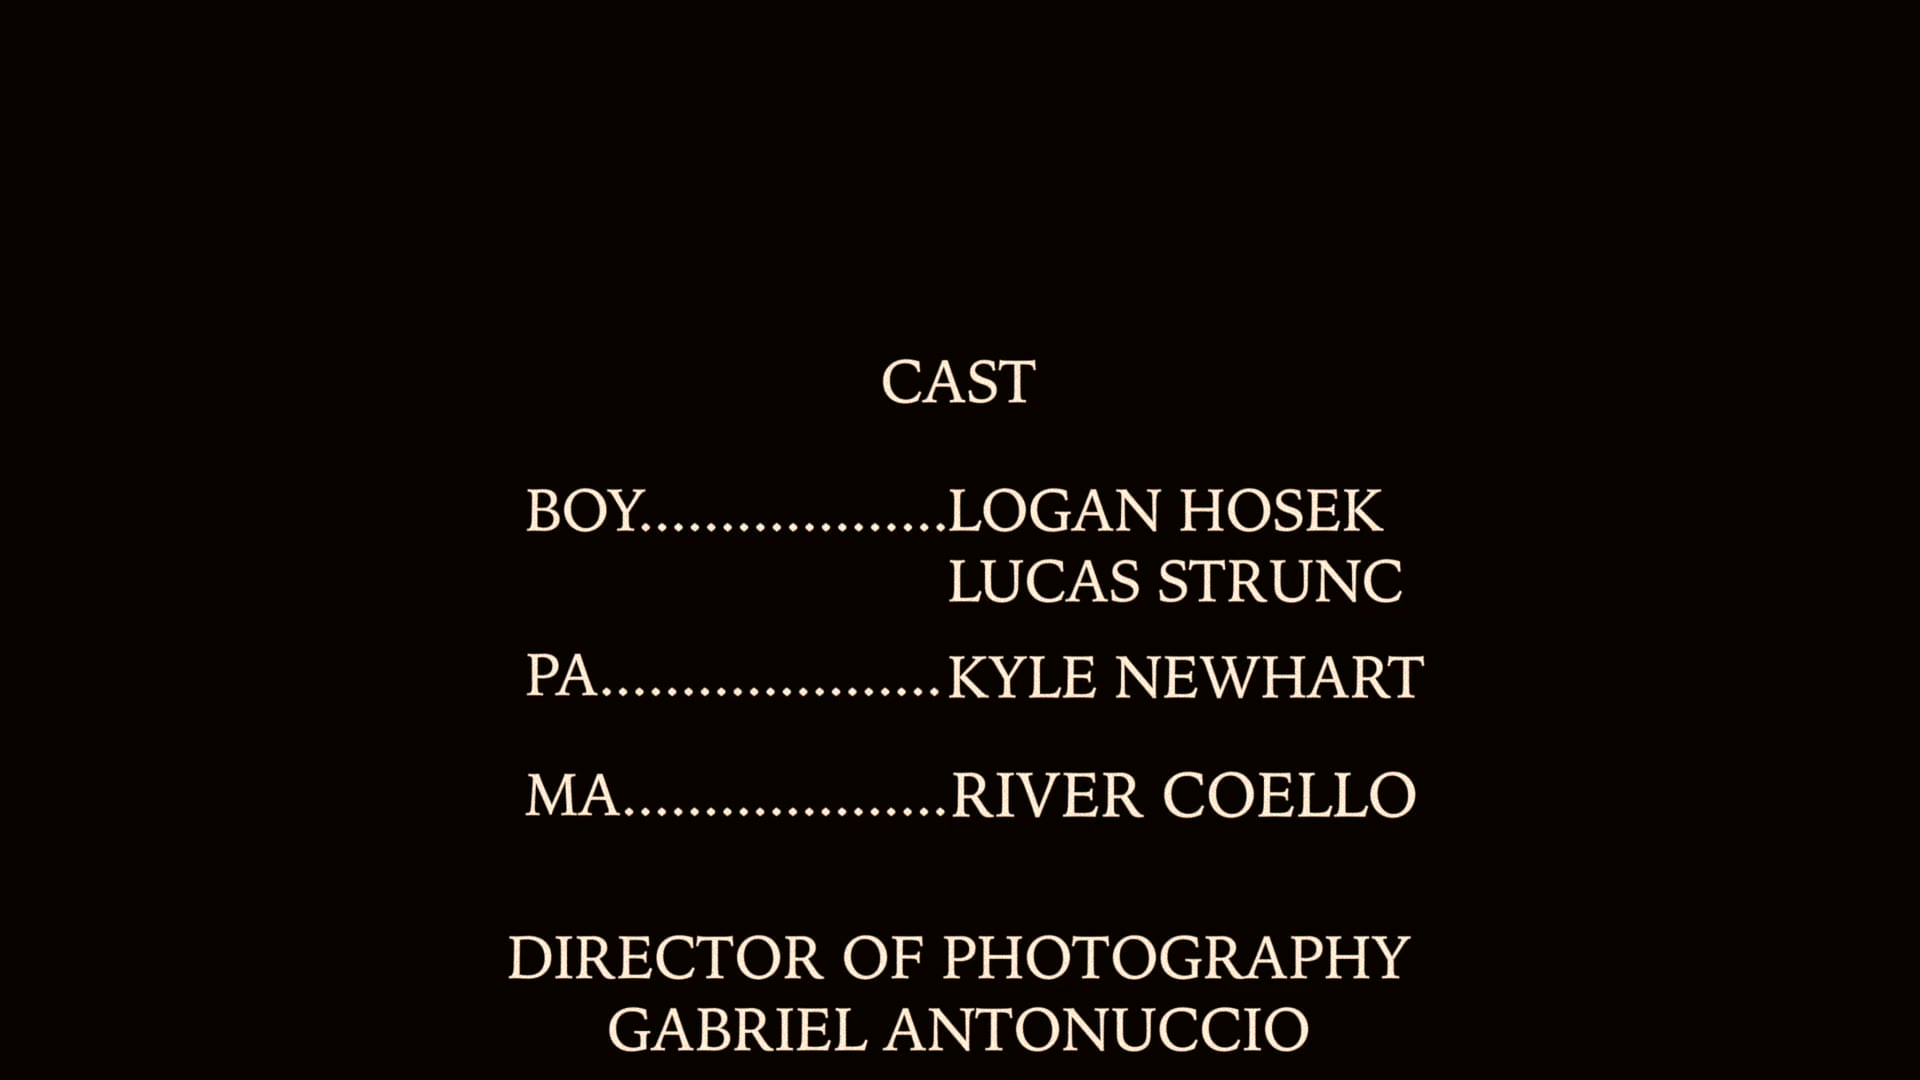 CAST
BOY...................LOGAN HOSEK
LUCAS STRUNC
PA.....................KYLE NEWHART
MA....................RIVER COELLO
DIRECTOR OF PHOTOGRAPHY
GABRIEL ANTONUCCIO